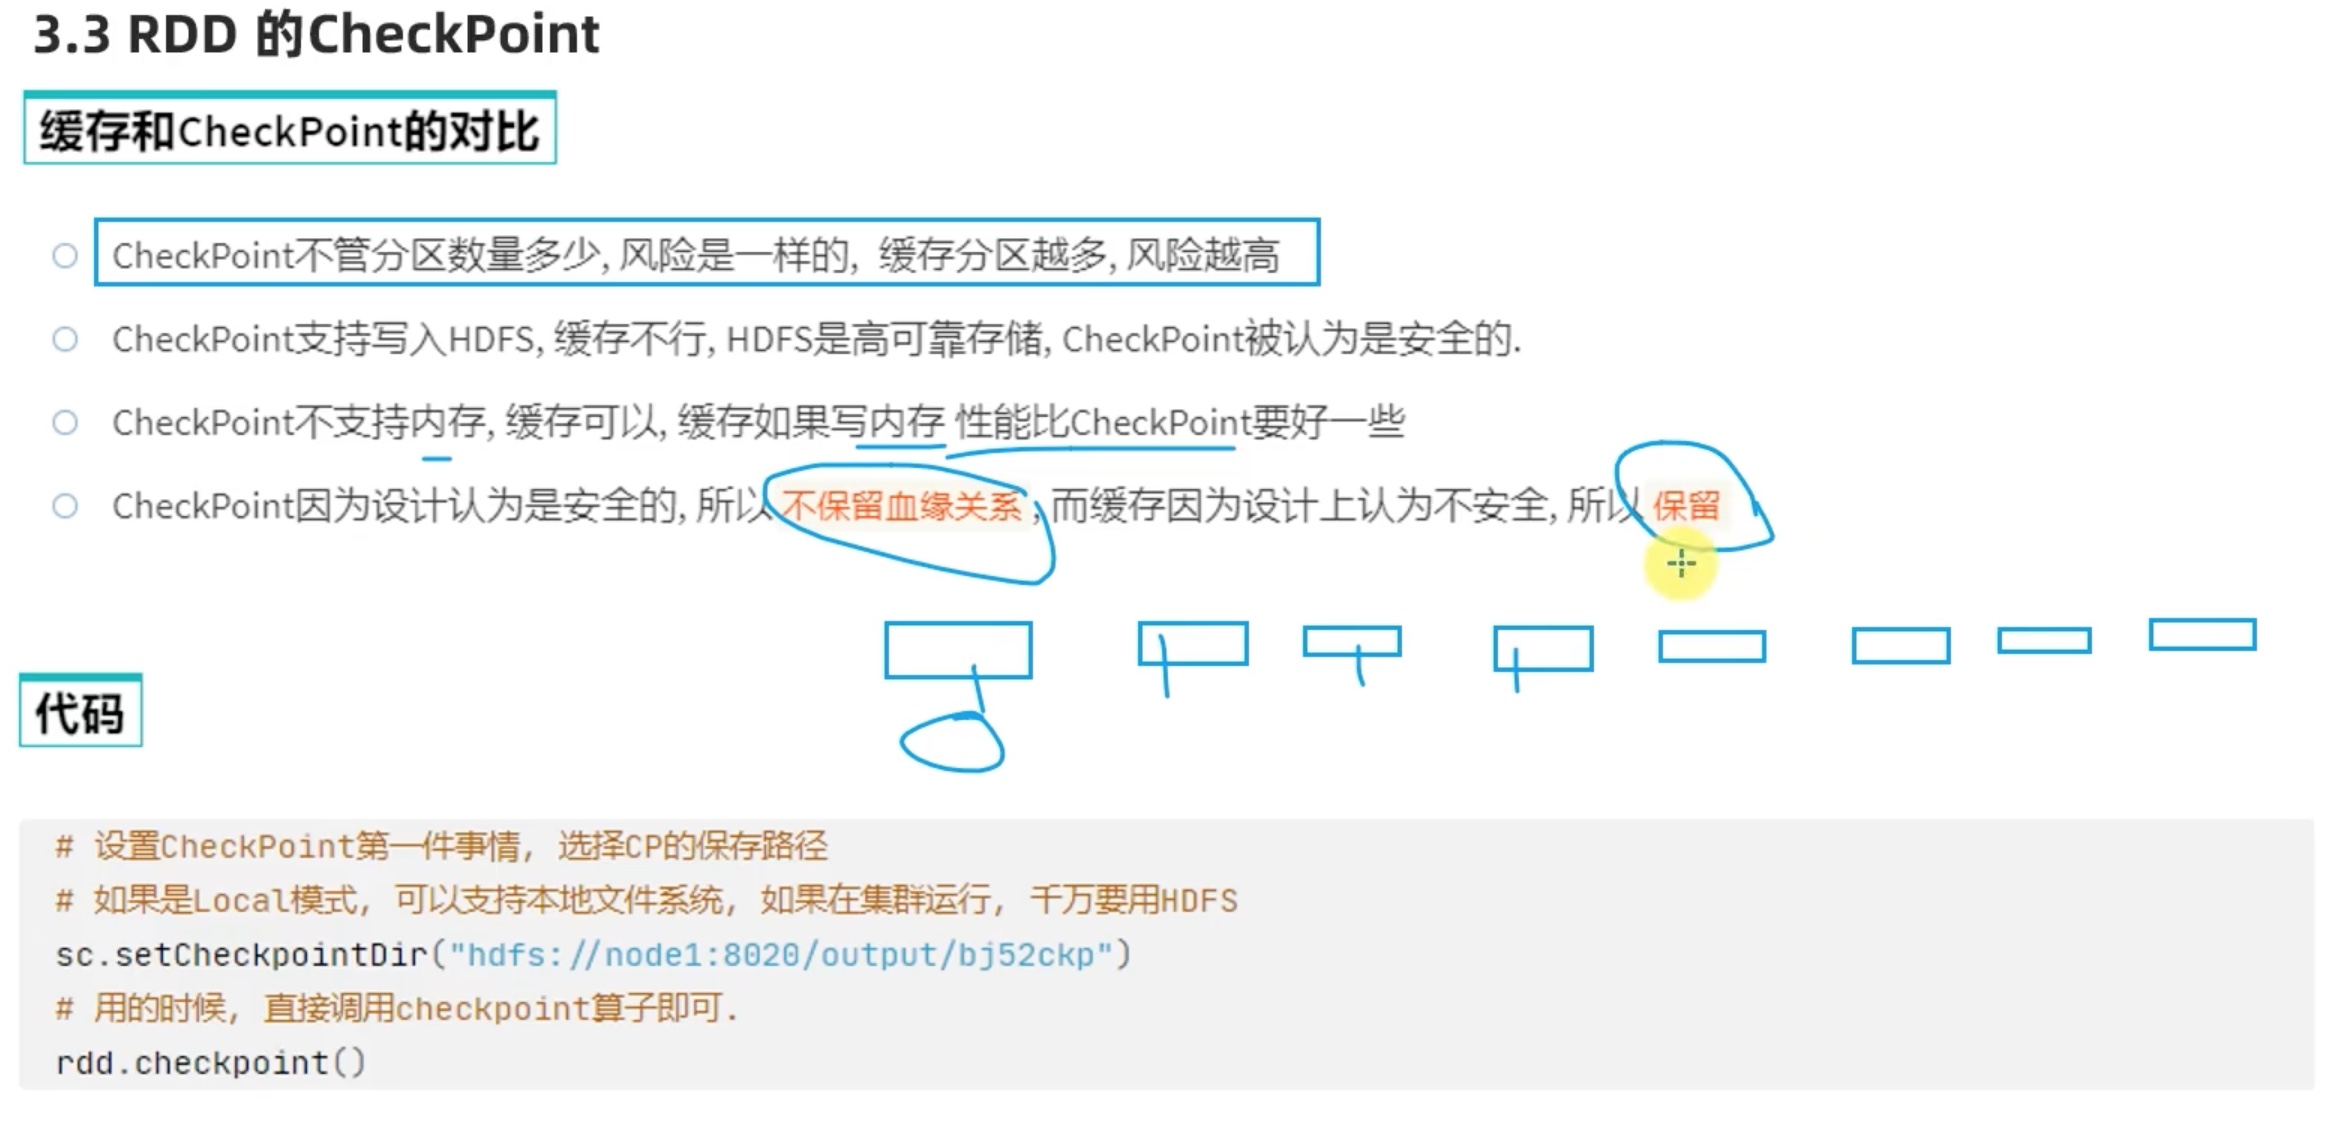 3.3 RDD 的CheckPoint
缓存和CheckPoint的对比
CheckPoint不管分区数量多少, 风险是一样的, 缓存分区越多, 风险越高
CheckPoint支持写入HDFS, 缓存不行, HDFS是高可靠存储, CheckPoint被认为是安全的.
CheckPoint不支持内存, 缓存可以, 缓存如果写内存 性能比CheckPoint要好一些
CheckPoint因为设计认为是安全的, 所以 不保留血缘关系 , 而缓存因为设计上认为不安全, 所以 保留
代码
# 设置CheckPoint第一件事情, 选择CP的保存路径
# 如果是Local模式, 可以支持本地文件系统, 如果在集群运行, 千万要用HDFS
sc.setCheckpointDir("hdfs://node1:8020/output/bj52ckp")
# 用的时候, 直接调用checkpoint算子即可.
rdd.checkpoint()